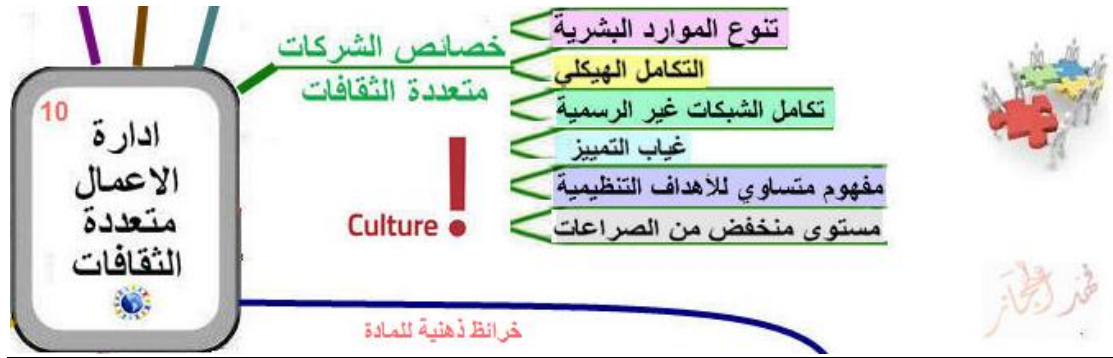 10
ادارة
الاعمال
متعددة
الثقافات
خصائص الشركات
متعددة الثقافات
تنوع الموارد البشرية
التكامل الهيكلي
تكامل الشبكات غير الرسمية
غياب التمييز
مفهوم متساوي للأهداف التنظيمية
مستوى منخفض من الصراعات
Culture !
خرائط ذهنية للمادة